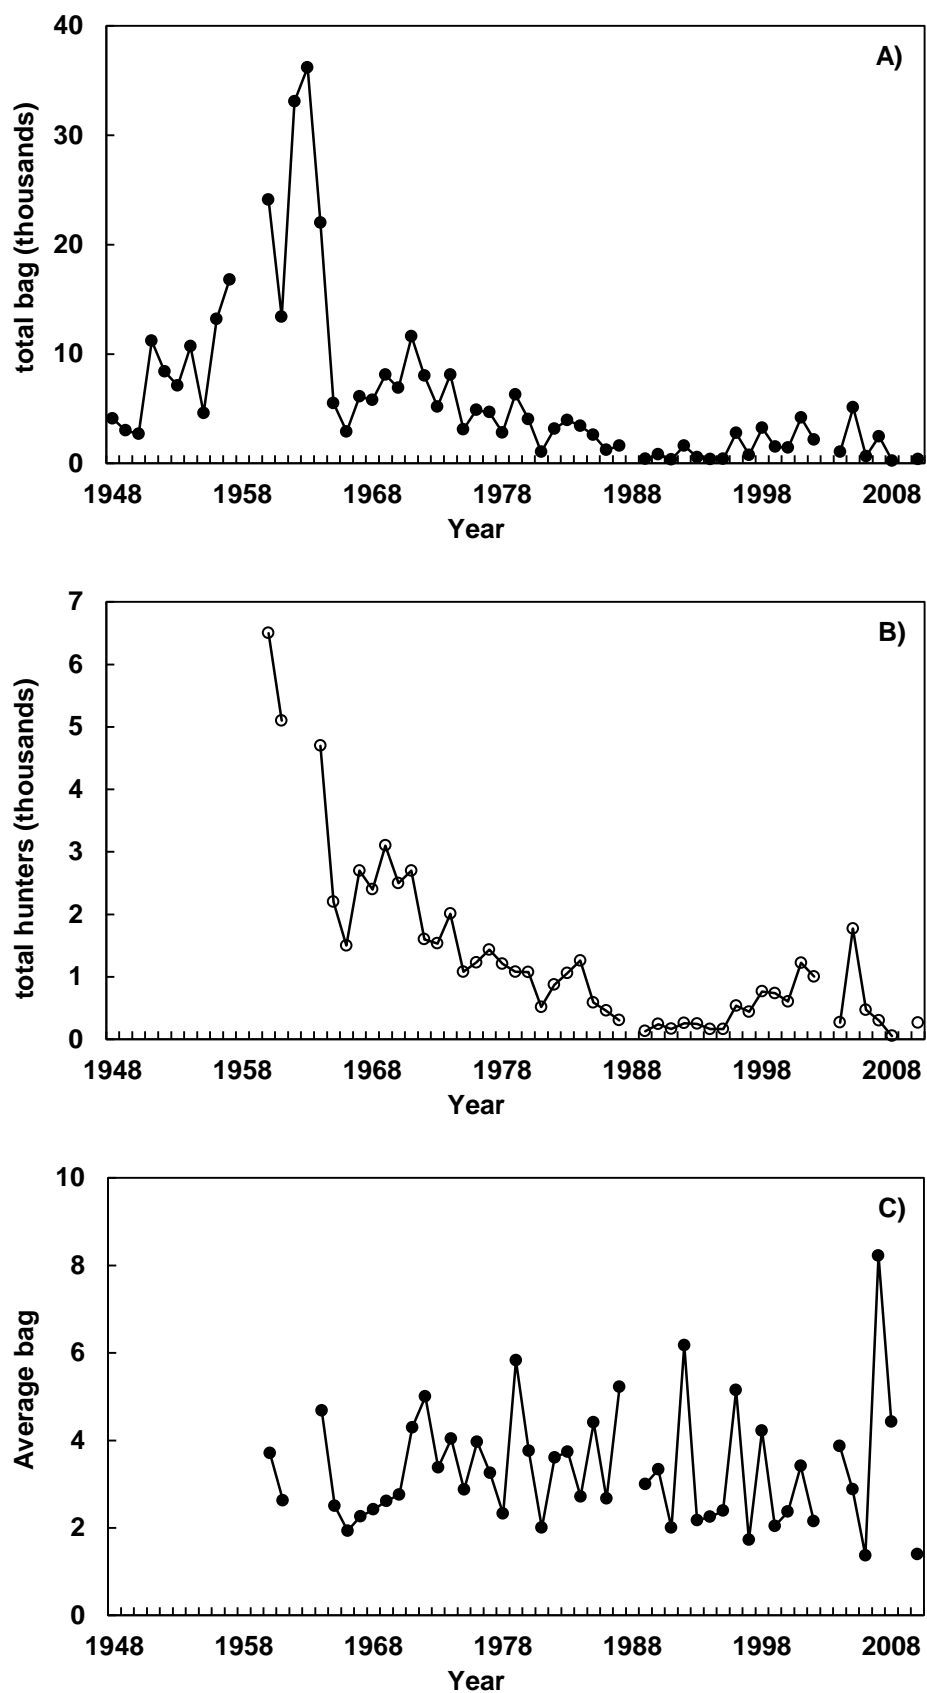 A)
total bag (thousands)
40
30
20
10
0
1948 1958 1968 1978 1988 1998 2008
Year
B)
total hunters (thousands)
7
6
5
4
3
2
1
0
1948 1958 1968 1978 1988 1998 2008
Year
C)
Average bag
10
8
6
4
2
0
1948 1958 1968 1978 1988 1998 2008
Year